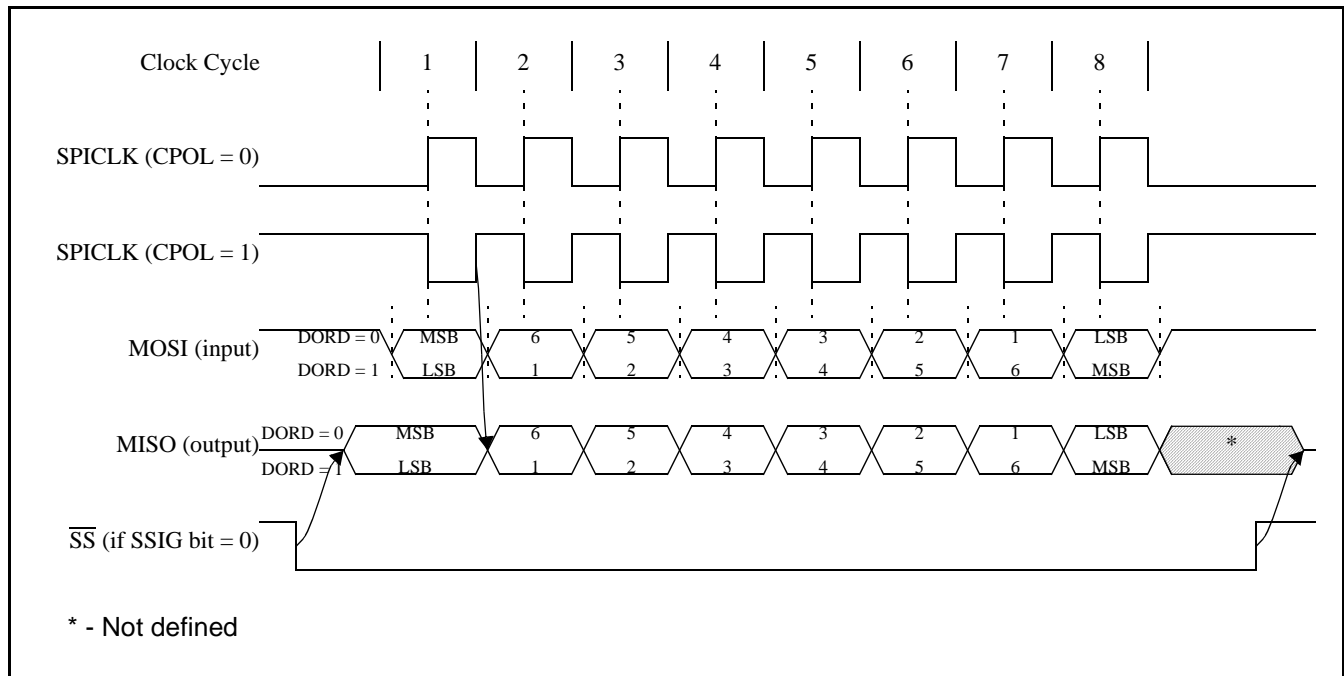 Clock Cycle 1 2 3 4 5 6 7 8
SPICLK (CPOL = 0)
SPICLK (CPOL = 1)
MOSI (input)
DORD = 0 MSB 6 5 4 3 2 1 LSB
DORD = 1 LSB 1 2 3 4 5 6 MSB
MISO (output)
DORD = 0 MSB 6 5 4 3 2 1 LSB *
DORD = 1 LSB 1 2 3 4 5 6 MSB
SS (if SSIG bit = 0)
* - Not defined